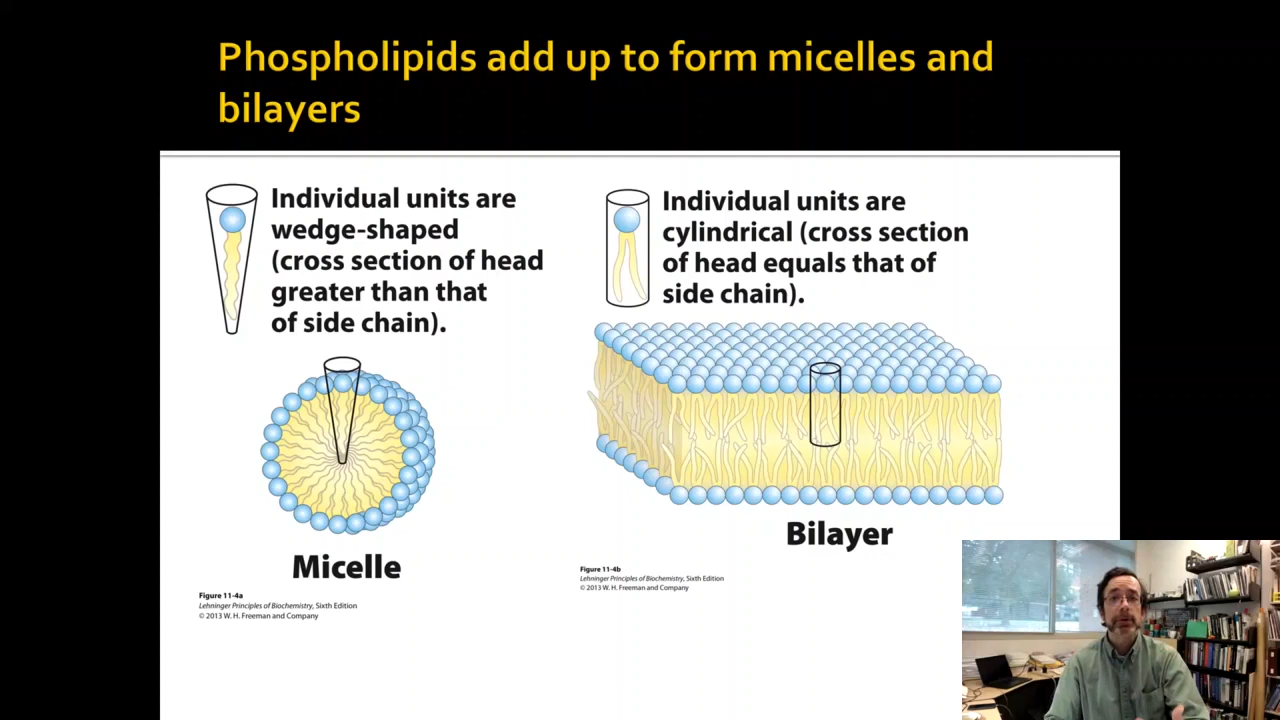 Phospholipids add up to form micelles and
bilayers
Individual units are
wedge-shaped
(cross section of head
greater than that
of side chain).
Micelle
Figure 11-4a
Lehninger Principles of Biochemistry, Sixth Edition
© 2013 W. H. Freeman and Company
Individual units are
cylindrical (cross section
of head equals that of
side chain).
Bilayer
Figure 11-4b
Lehninger Principles of Biochemistry, Sixth Edition
© 2013 W. H. Freeman and Company